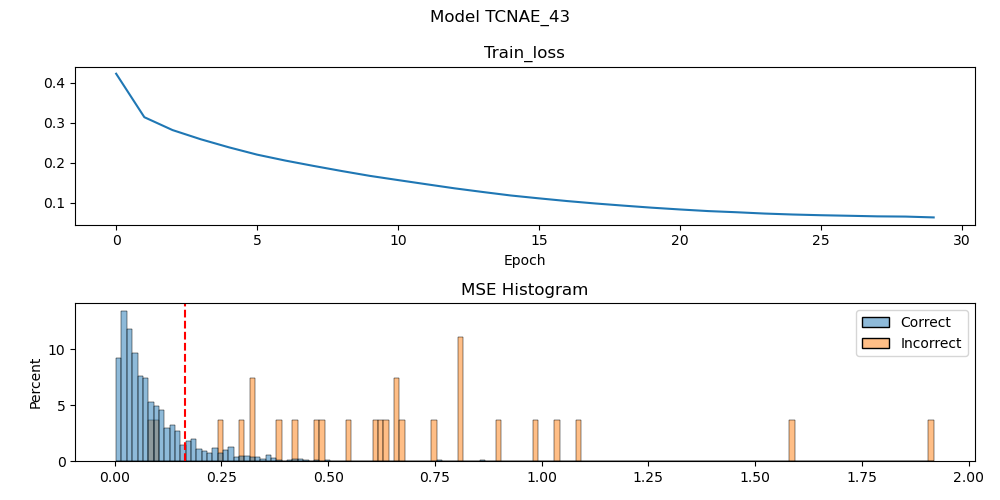 Model TCNAE_43
Train_loss
0.4
0.3
0.2
0.1
0 5 10 15 20 25 30
Epoch
MSE Histogram
Correct
Incorrect
Percent
10
5
0
0.00 0.25 0.50 0.75 1.00 1.25 1.50 1.75 2.00